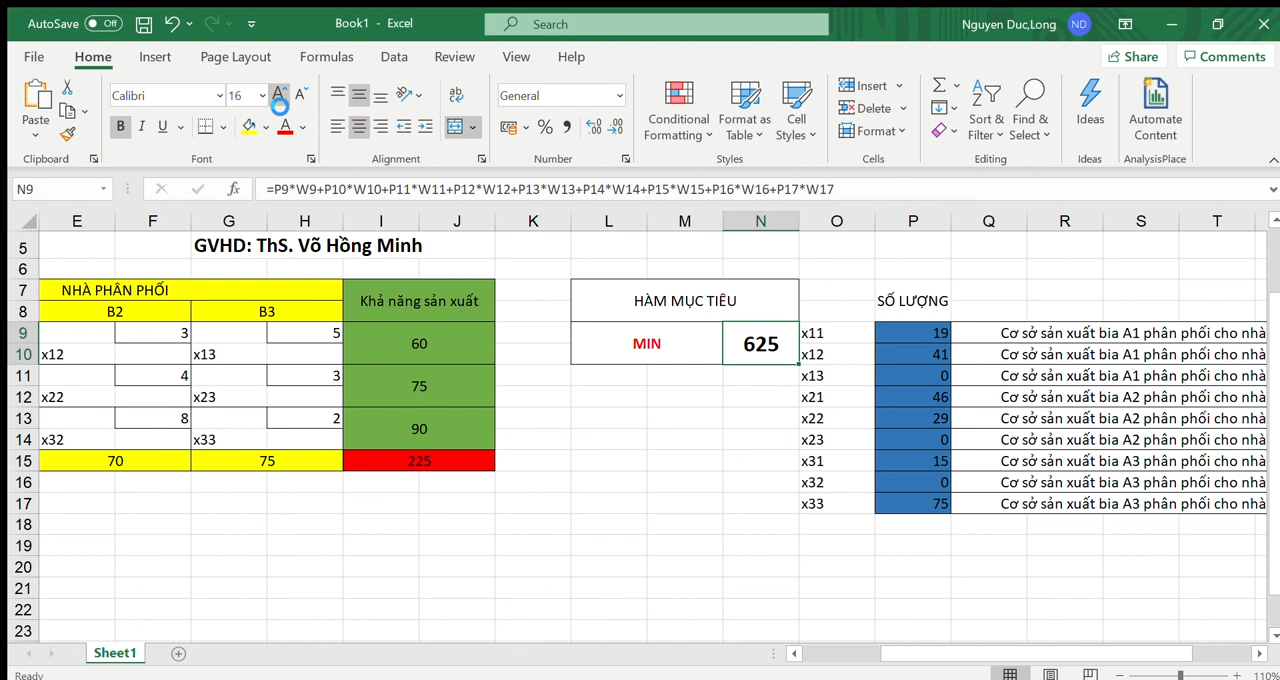 AutoSave Off Book1 - Excel Search Nguyen Duc,Long ND
File Home Insert Page Layout Formulas Data Review View Help Share Comments
Paste Calibri 16 A A General Conditional Formatting Format as Table Cell Styles Insert Delete Format Sort & Filter Find & Select Ideas Automate Content
B I U A ab c % 9
Clipboard Font Alignment Number Styles Cells Editing Ideas AnalysisPlace
N9 fx =P9*W9+P10*W10+P11*W11+P12*W12+P13*W13+P14*W14+P15*W15+P16*W16+P17*W17
E F G H I J K L M N O P Q R S T
5 GVHD: ThS. Võ Hồng Minh
6
7 NHÀ PHÂN PHỐI Khả năng sản xuất HÀM MỤC TIÊU SỐ LƯỢNG
8 B2 B3
9 3 5 60 MIN 625 x11 19 Cơ sở sản xuất bia A1 phân phối cho nhà
10 x12 x13 x12 41 Cơ sở sản xuất bia A1 phân phối cho nhà
11 4 3 75 x13 0 Cơ sở sản xuất bia A1 phân phối cho nhà
12 x22 x23 x21 46 Cơ sở sản xuất bia A2 phân phối cho nhà
13 8 2 90 x22 29 Cơ sở sản xuất bia A2 phân phối cho nhà
14 x32 x33 x23 0 Cơ sở sản xuất bia A2 phân phối cho nhà
15 70 75 225 x31 15 Cơ sở sản xuất bia A3 phân phối cho nhà
16 x32 0 Cơ sở sản xuất bia A3 phân phối cho nhà
17 x33 75 Cơ sở sản xuất bia A3 phân phối cho nhà
18
19
20
21
22
23
Sheet1
Ready 110%